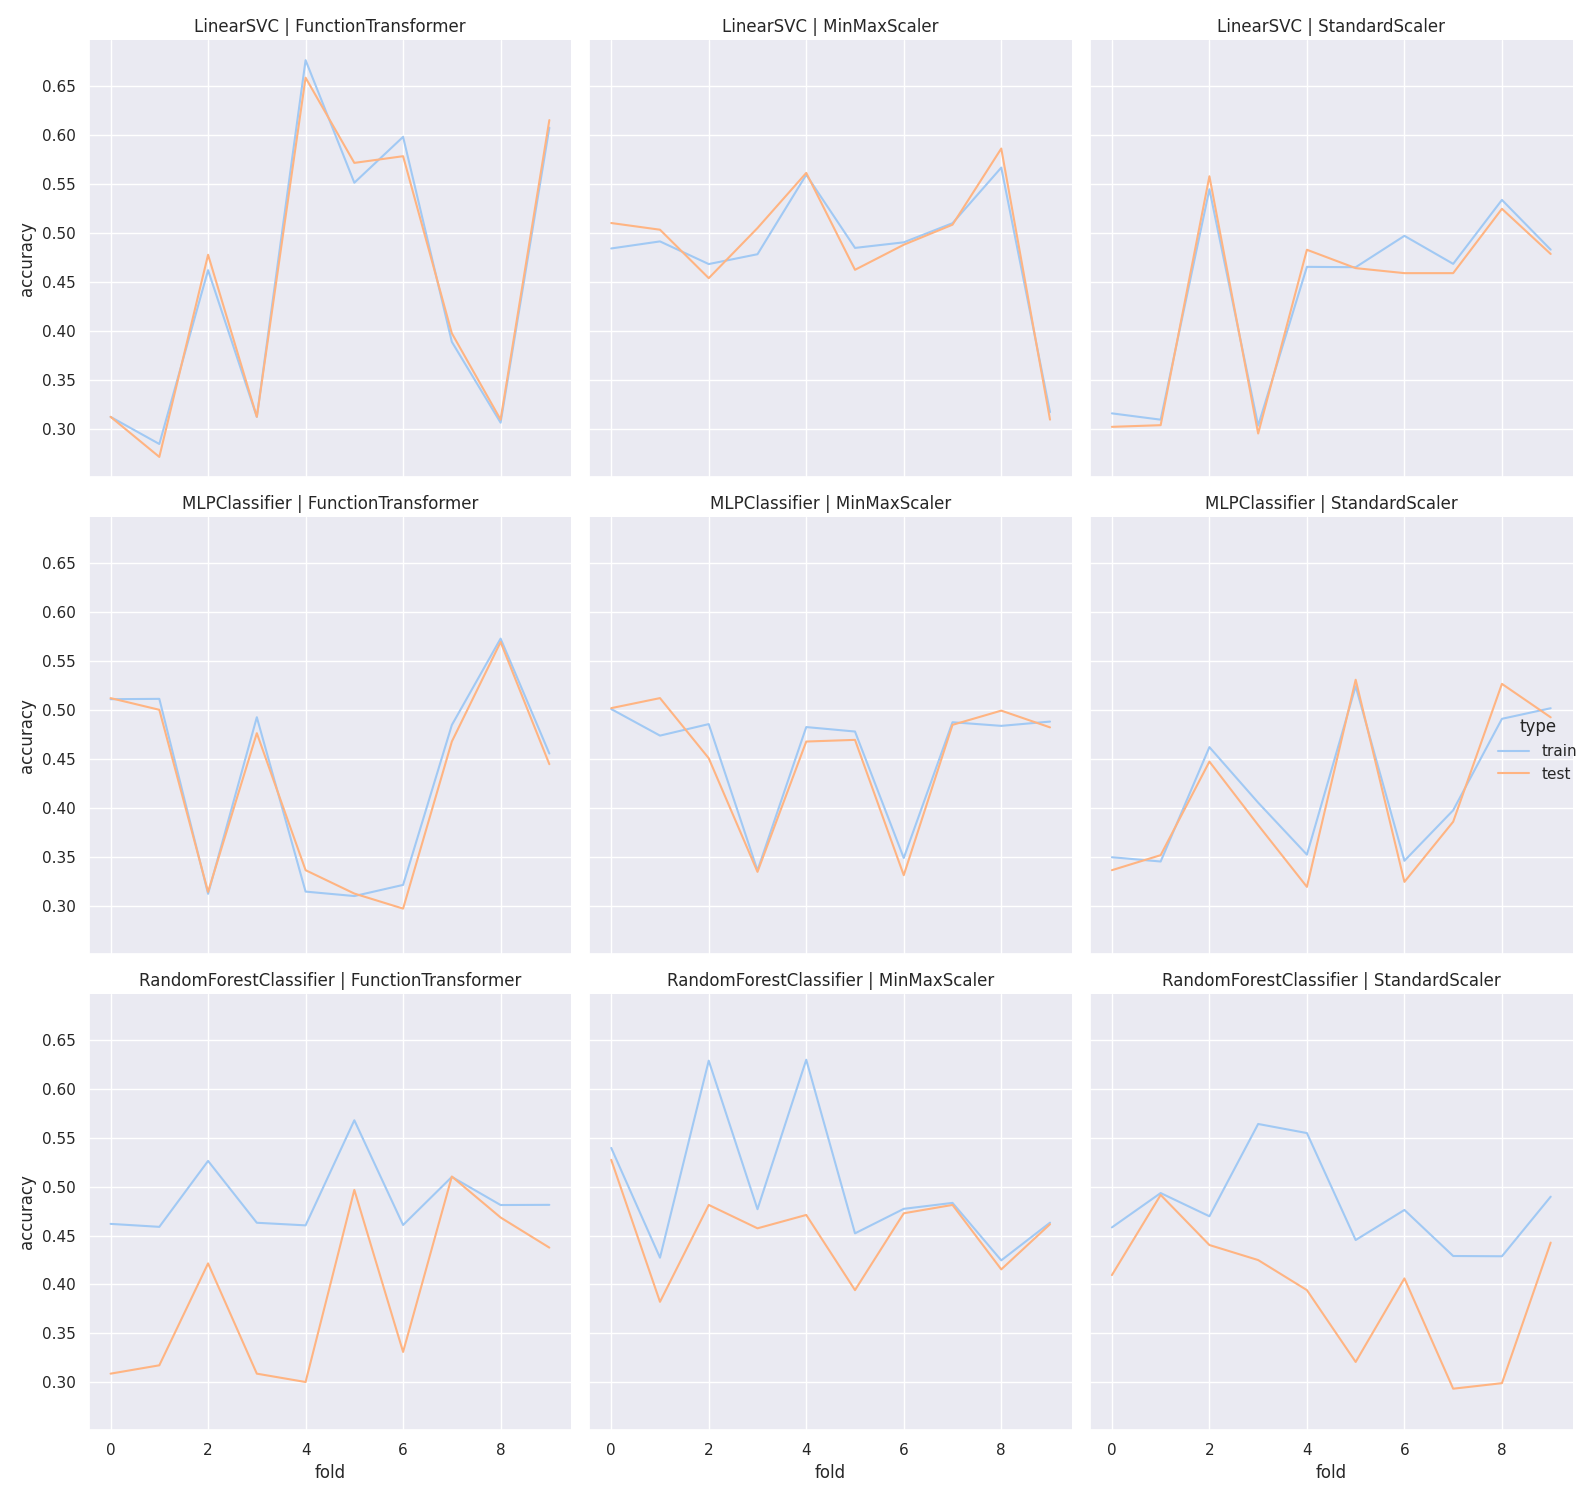 LinearSVC | FunctionTransformer
LinearSVC | MinMaxScaler
LinearSVC | StandardScaler
0.65
0.60
0.55
0.50
0.45
0.40
0.35
0.30
accuracy
MLPClassifier | FunctionTransformer
MLPClassifier | MinMaxScaler
MLPClassifier | StandardScaler
0.65
0.60
0.55
0.50
0.45
0.40
0.35
0.30
accuracy
type
train
test
RandomForestClassifier | FunctionTransformer
RandomForestClassifier | MinMaxScaler
RandomForestClassifier | StandardScaler
0.65
0.60
0.55
0.50
0.45
0.40
0.35
0.30
accuracy
0 2 4 6 8
0 2 4 6 8
0 2 4 6 8
fold
fold
fold